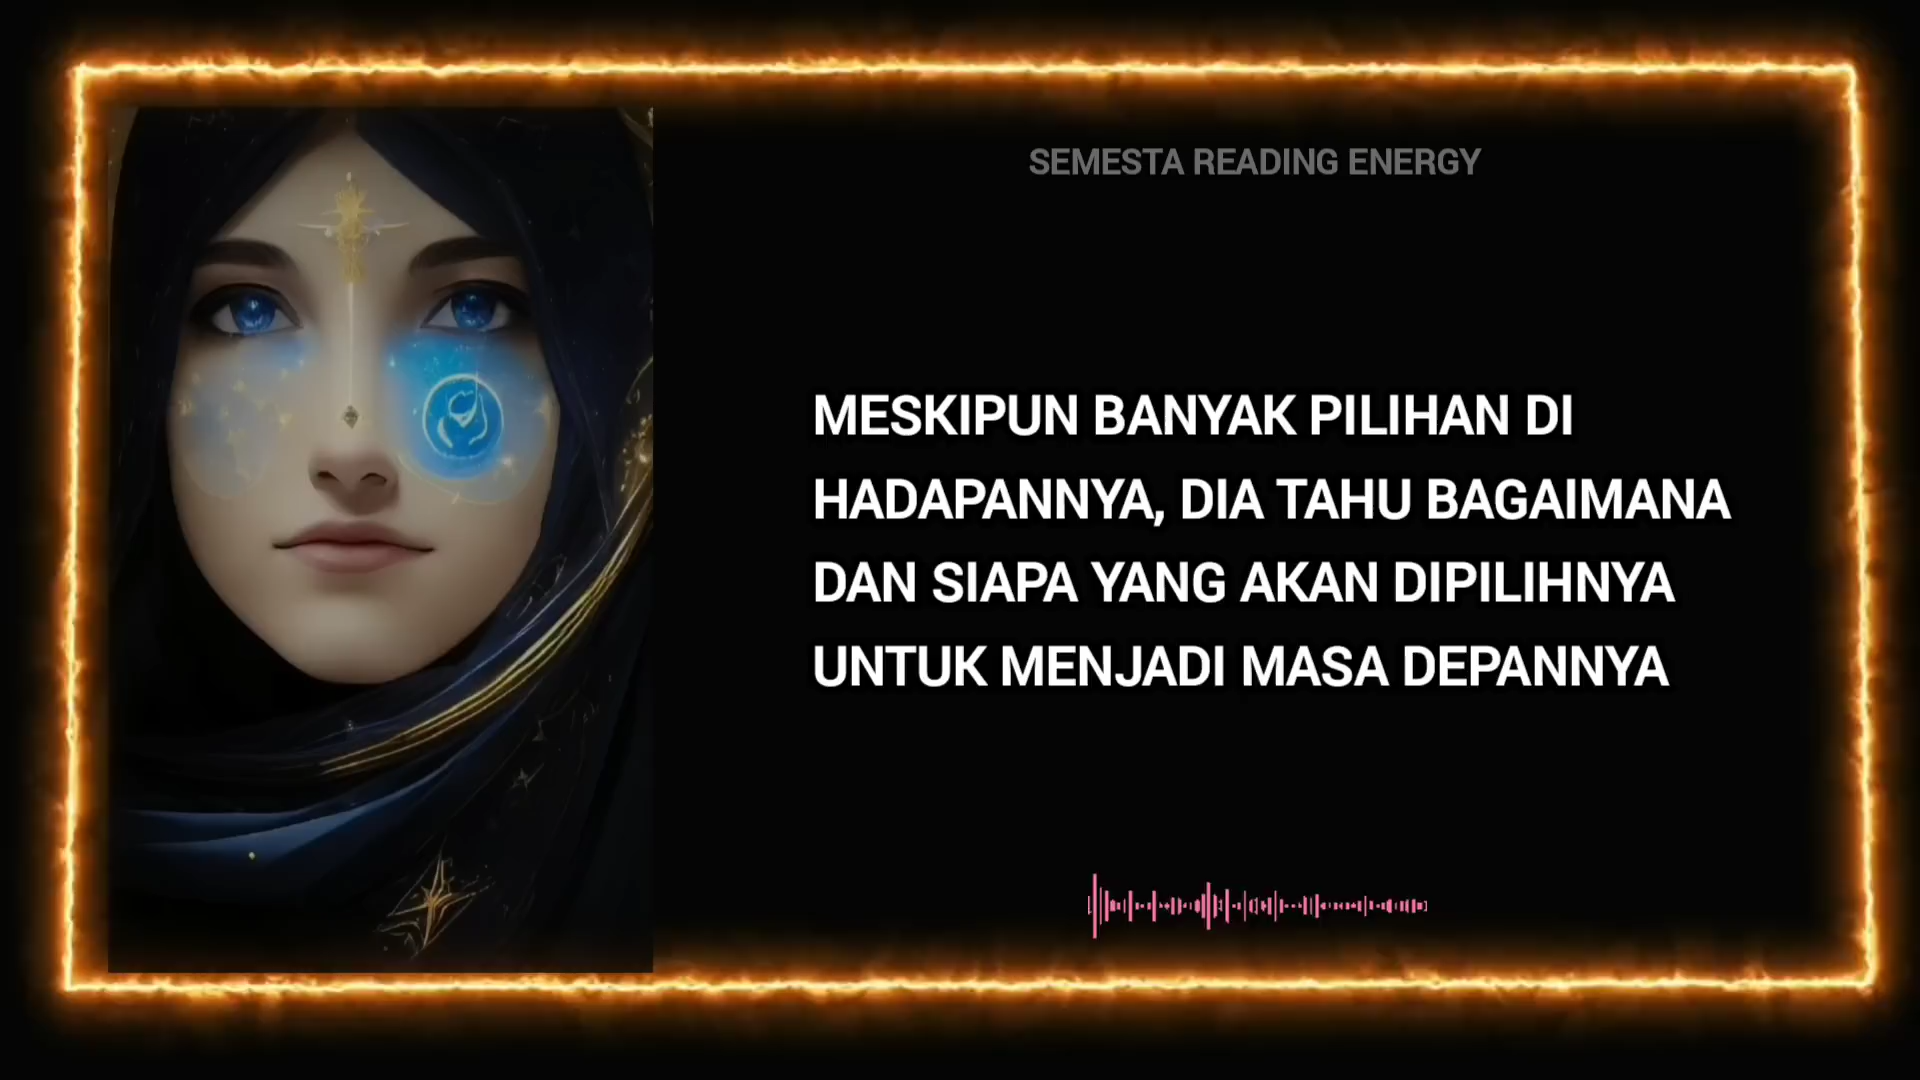 SEMESTA READING ENERGY
MESKIPUN BANYAK PILIHAN DI
HADAPANNYA, DIA TAHU BAGAIMANA
DAN SIAPA YANG AKAN DIPILIHNYA
UNTUK MENJADI MASA DEPANNYA